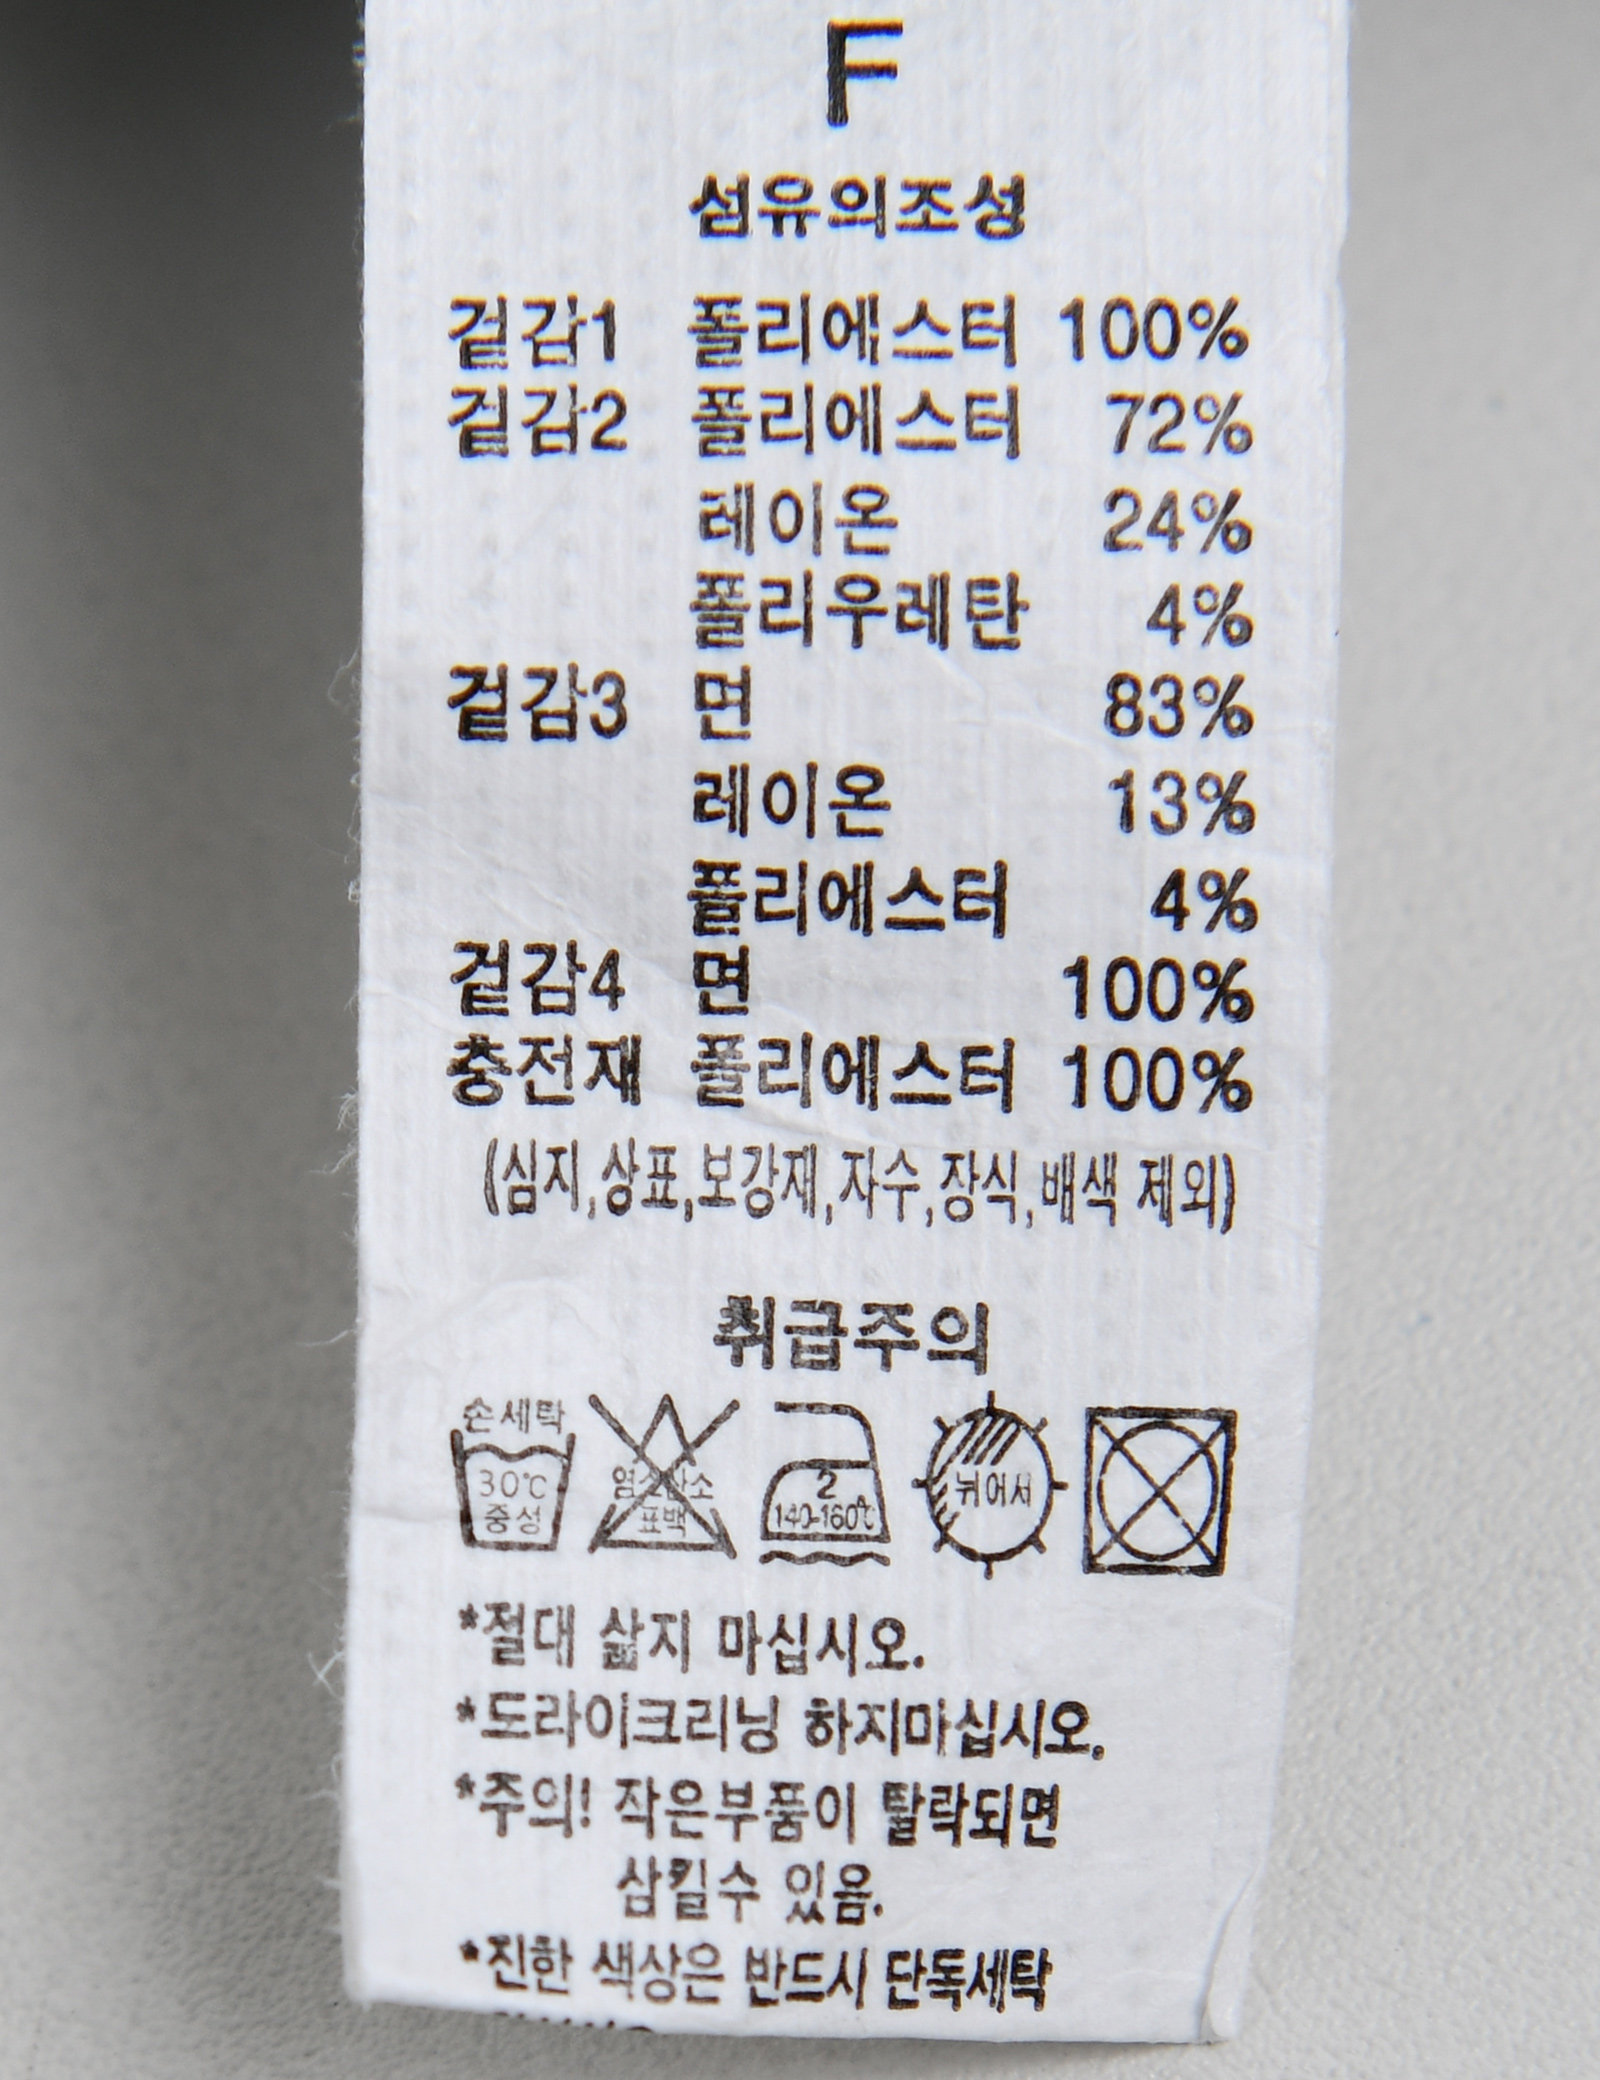 F
섬유의조성
겉감1 폴리에스터 100%
겉감2 폴리에스터 72%
레이온 24%
폴리우레탄 4%
겉감3 면 83%
레이온 13%
폴리에스터 4%
겉감4 면 100%
충전재 폴리에스터 100%
(심지,상표,보강재,자수,장식,배색 제외)
취급주의
손세탁
30℃
중성
염소산소
표백
2
140-160℃
뉘어서
*절대 삶지 마십시오.
*도라이크리닝 하지마십시오.
*주의! 작은부품이 탈락되면
삼킬수 있음.
*진한 색상은 반드시 단독세탁